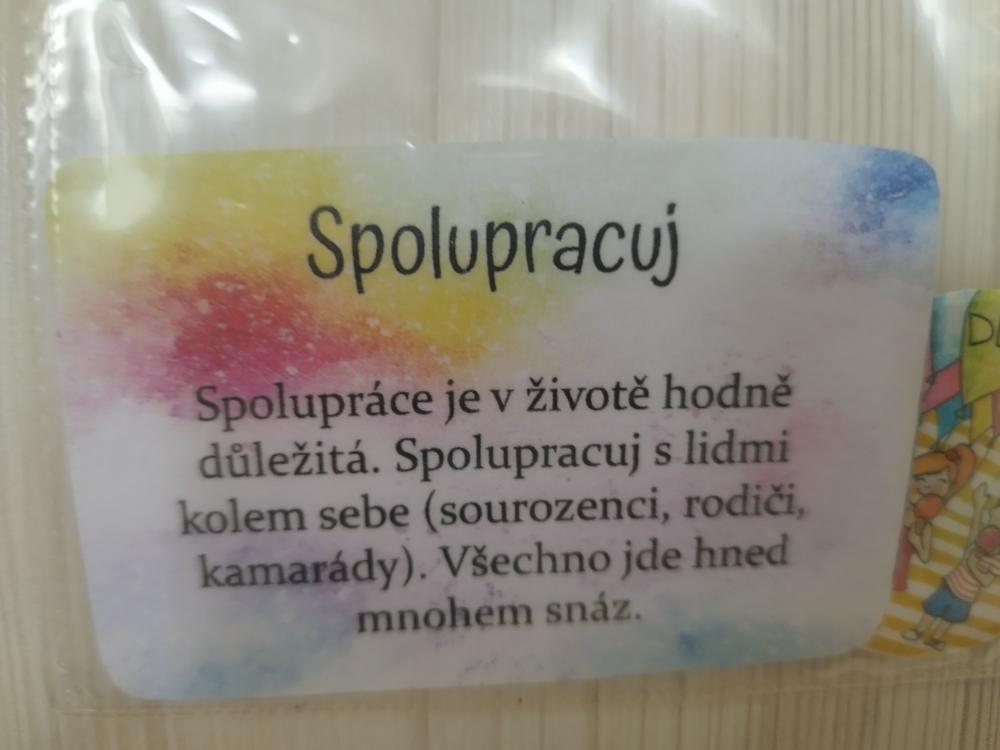 Spolupracuj
Spolupráce je v životě hodně
důležitá. Spolupracuj s lidmi
kolem sebe (sourozenci, rodiči,
kamarády). Všechno jde hned
mnohem snáz.